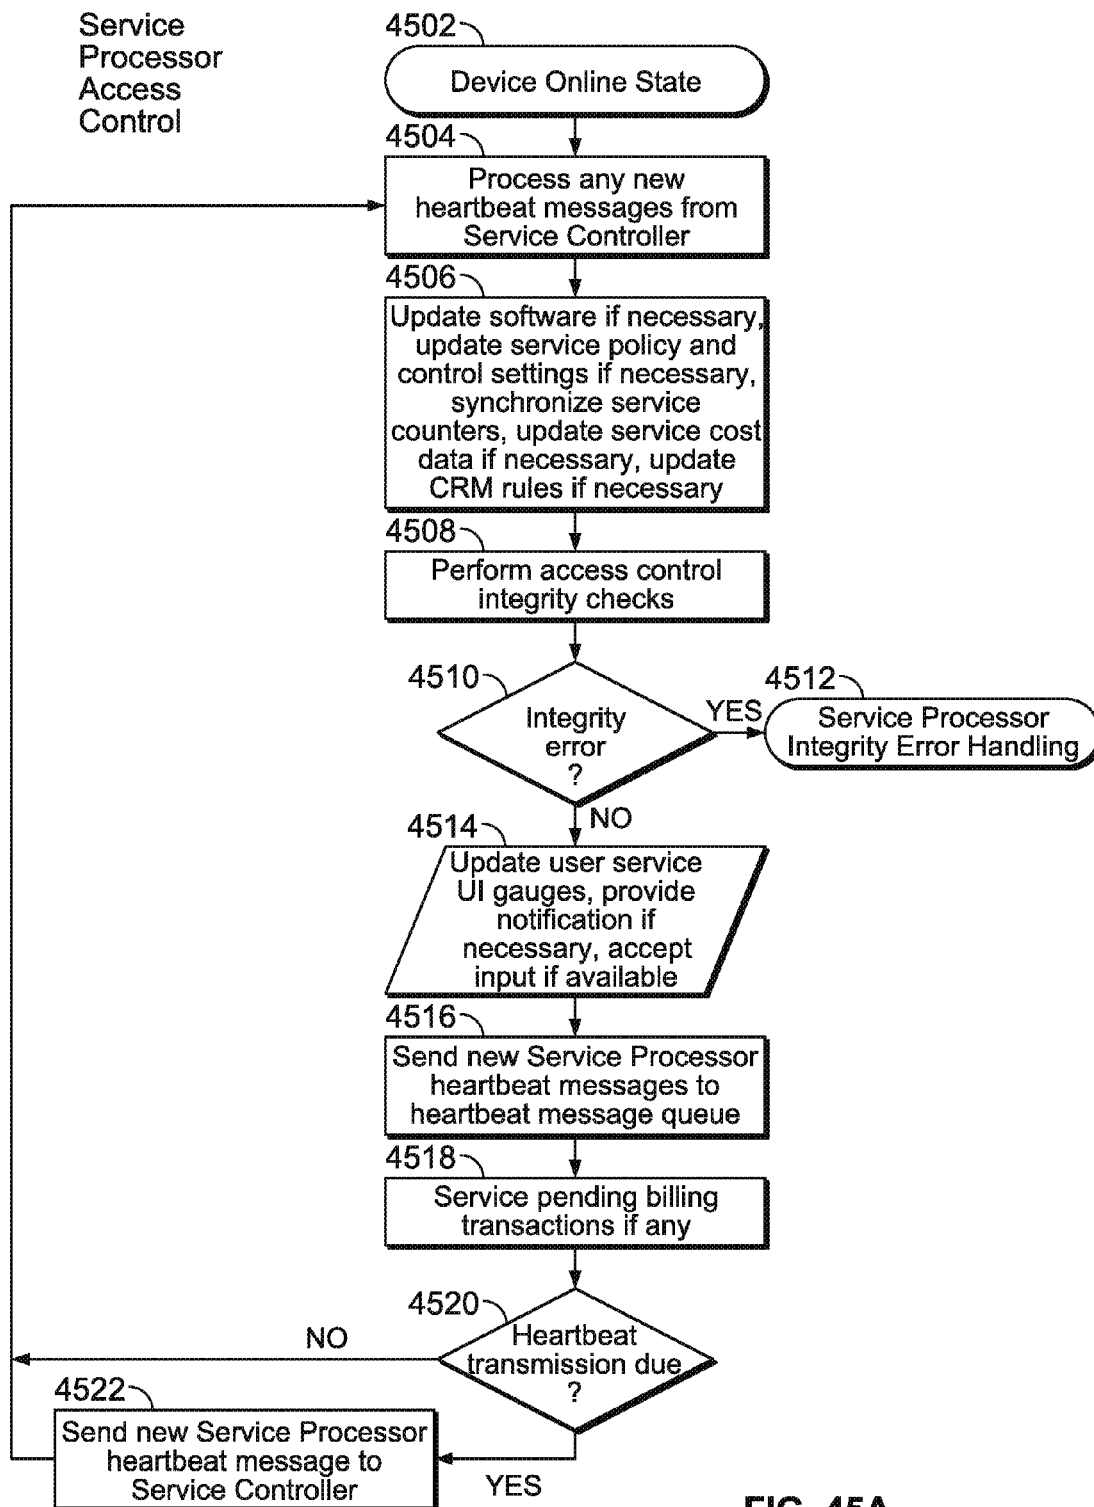 Service
Processor
Access
Control
4502
Device Online State
4504
Process any new
heartbeat messages from
Service Controller
4506
Update software if necessary,
update service policy and
control settings if necessary,
synchronize service
counters, update service cost
data if necessary, update
CRM rules if necessary
4508
Perform access control
integrity checks
4510
Integrity
error
?
YES
4512
Service Processor
Integrity Error Handling
NO
4514
Update user service
UI gauges, provide
notification if
necessary, accept
input if available
4516
Send new Service Processor
heartbeat messages to
heartbeat message queue
4518
Service pending billing
transactions if any
4520
Heartbeat
transmission due
?
NO
4522
Send new Service Processor
heartbeat message to
Service Controller
YES
FIG. 45A